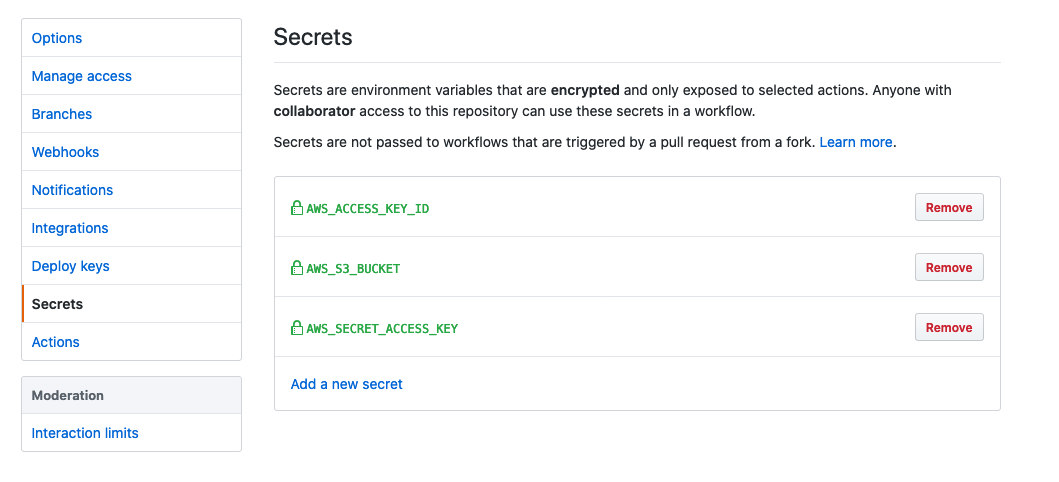 Options
Manage access
Branches
Webhooks
Notifications
Integrations
Deploy keys
Secrets
Actions
Moderation
Interaction limits
Secrets
Secrets are environment variables that are encrypted and only exposed to selected actions. Anyone with
collaborator access to this repository can use these secrets in a workflow.
Secrets are not passed to workflows that are triggered by a pull request from a fork. Learn more.
AWS_ACCESS_KEY_ID Remove
AWS_S3_BUCKET Remove
AWS_SECRET_ACCESS_KEY Remove
Add a new secret